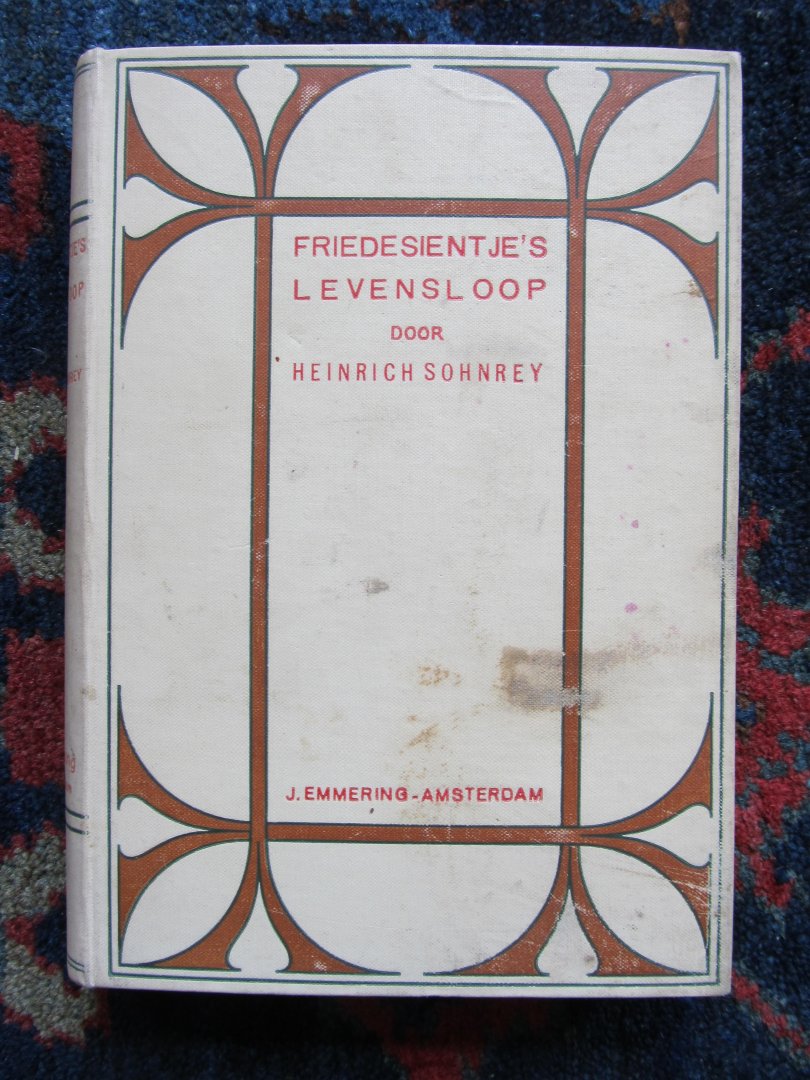 FRIEDESIENTJE'S
LEVENSLOOP
DOOR
HEINRICH SOHNREY
J. EMMERING-AMSTERDAM